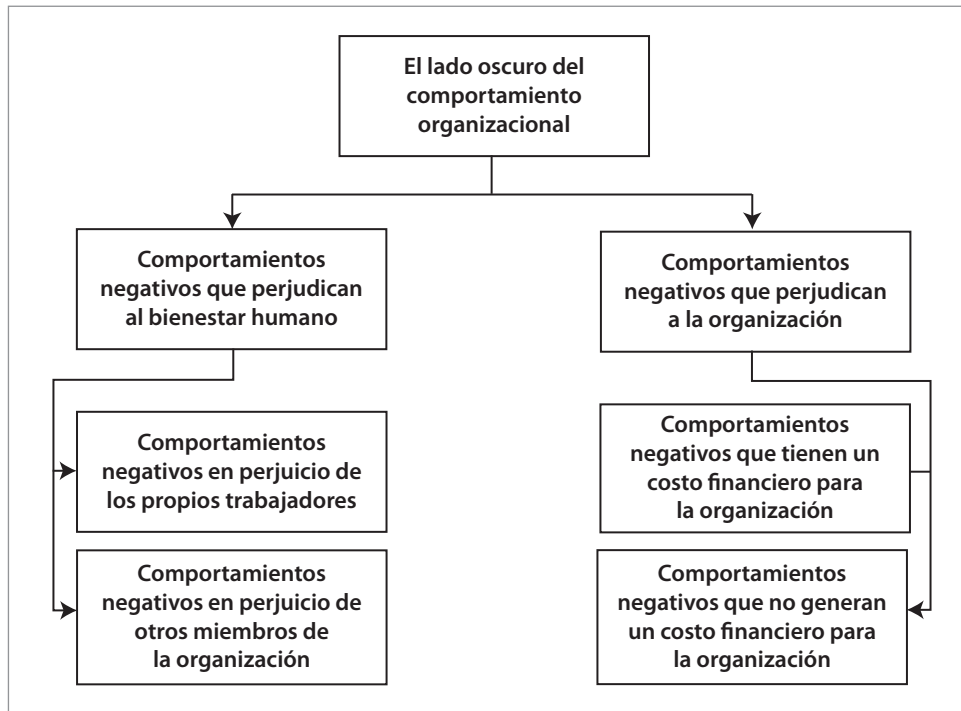 El lado oscuro del
comportamiento
organizacional
Comportamientos
negativos que perjudican
al bienestar humano
Comportamientos
negativos que perjudican
a la organización
Comportamientos
negativos en perjuicio de
los propios trabajadores
Comportamientos
negativos que tienen un
costo financiero para
la organización
Comportamientos
negativos en perjuicio de
otros miembros de
la organización
Comportamientos
negativos que no generan
un costo financiero para
la organización